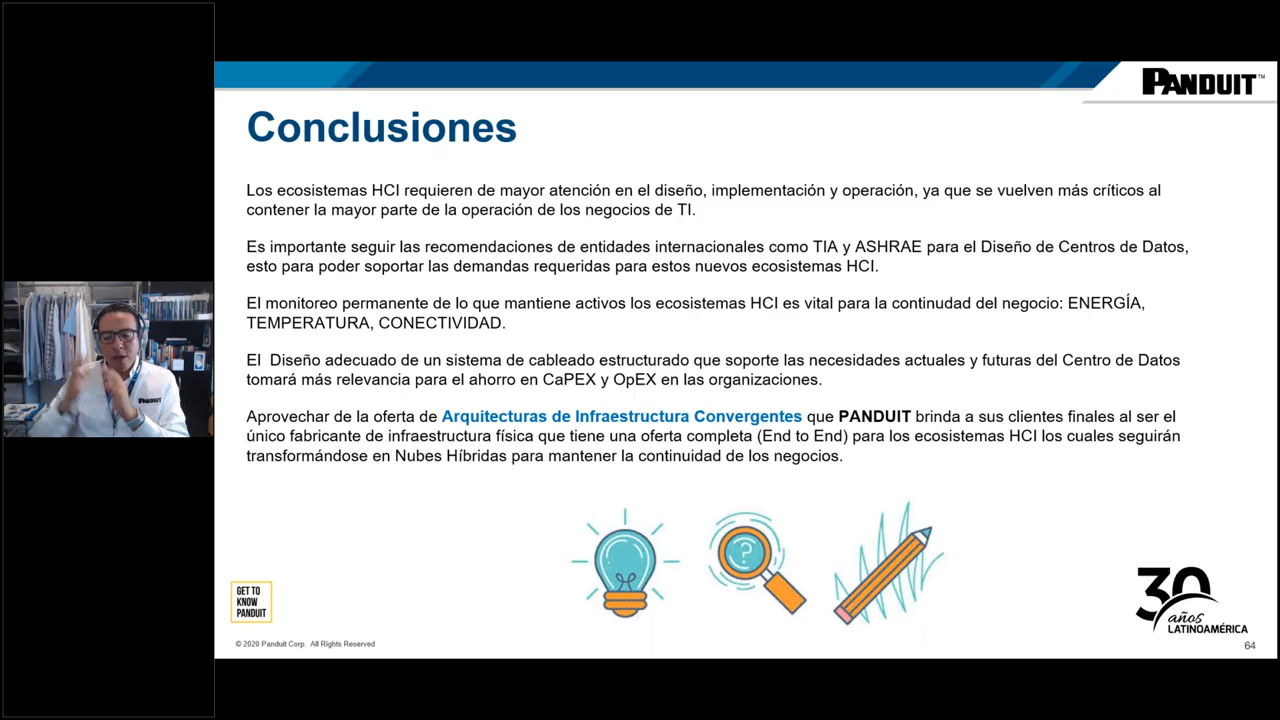 PANDUIT™
Conclusiones
Los ecosistemas HCI requieren de mayor atención en el diseño, implementación y operación, ya que se vuelven más críticos al
contener la mayor parte de la operación de los negocios de TI.
Es importante seguir las recomendaciones de entidades internacionales como TIA y ASHRAE para el Diseño de Centros de Datos,
esto para poder soportar las demandas requeridas para estos nuevos ecosistemas HCI.
El monitoreo permanente de lo que mantiene activos los ecosistemas HCI es vital para la continudad del negocio: ENERGÍA,
TEMPERATURA, CONECTIVIDAD.
El  Diseño adecuado de un sistema de cableado estructurado que soporte las necesidades actuales y futuras del Centro de Datos
tomará más relevancia para el ahorro en CaPEX y OpEX en las organizaciones.
Aprovechar de la oferta de Arquitecturas de Infraestructura Convergentes que PANDUIT brinda a sus clientes finales al ser el
único fabricante de infraestructura física que tiene una oferta completa (End to End) para los ecosistemas HCI los cuales seguirán
transformándose en Nubes Híbridas para mantener la continuidad de los negocios.
PANDUIT
?
GET TO
KNOW
PANDUIT
30
años
LATINOAMÉRICA
© 2020 Panduit Corp.  All Rights Reserved
64